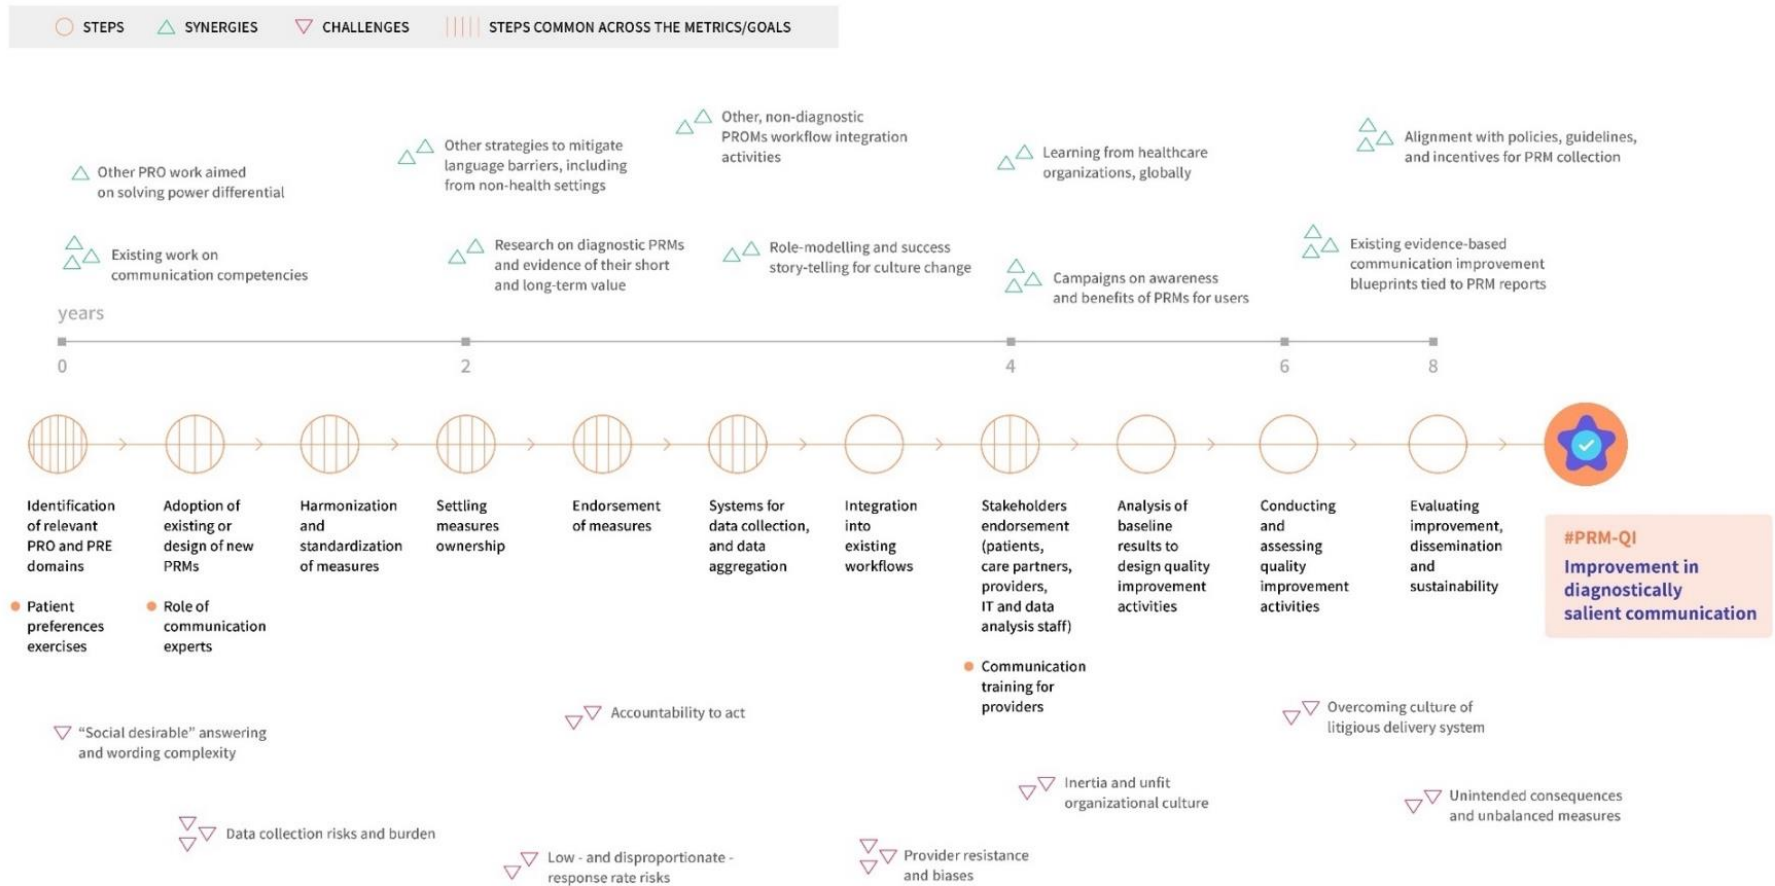 STEPS
SYNERGIES
CHALLENGES
STEPS COMMON ACROSS THE METRICS/GOALS
Other PRO work aimed
on solving power differential
Other strategies to mitigate
language barriers, including
from non-health settings
Other, non-diagnostic
PROMs workflow integration
activities
Learning from healthcare
organizations, globally
Alignment with policies, guidelines,
and incentives for PRM collection
Existing work on
communication competencies
Research on diagnostic PRMs
and evidence of their short
and long-term value
Role-modelling and success
story-telling for culture change
Campaigns on awareness
and benefits of PRMs for users
Existing evidence-based
communication improvement
blueprints tied to PRM reports
years
0
2
4
6
8
Identification
of relevant
PRO and PRE
domains
Patient
preferences
exercises
Adoption of
existing or
design of new
PRMs
Role of
communication
experts
Harmonization
and
standardization
of measures
Settling
measures
ownership
Endorsement
of measures
Systems for
data collection,
and data
aggregation
Integration
into
existing
workflows
Stakeholders
endorsement
(patients,
care partners,
providers,
IT and data
analysis staff)
Communication
training for
providers
Analysis of
baseline
results to
design quality
improvement
activities
Conducting
and
assessing
quality
improvement
activities
Evaluating
improvement,
dissemination
and
sustainability
#PRM-QI
Improvement in
diagnostically
salient communication
"Social desirable" answering
and wording complexity
Accountability to act
Overcoming culture of
litigious delivery system
Inertia and unfit
organizational culture
Unintended consequences
and unbalanced measures
Data collection risks and burden
Low - and disproportionate -
response rate risks
Provider resistance
and biases